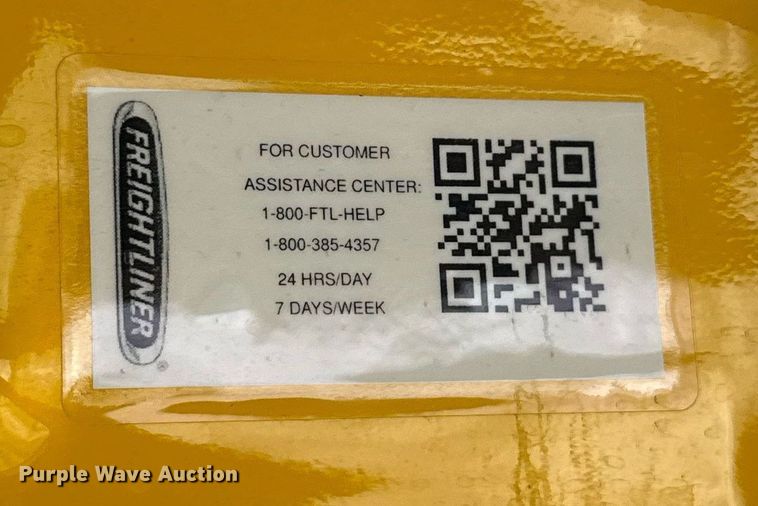 FREIGHTLINER®
FOR CUSTOMER
ASSISTANCE CENTER:
1-800-FTL-HELP
1-800-385-4357
24 HRS/DAY
7 DAYS/WEEK
Purple Wave Auction